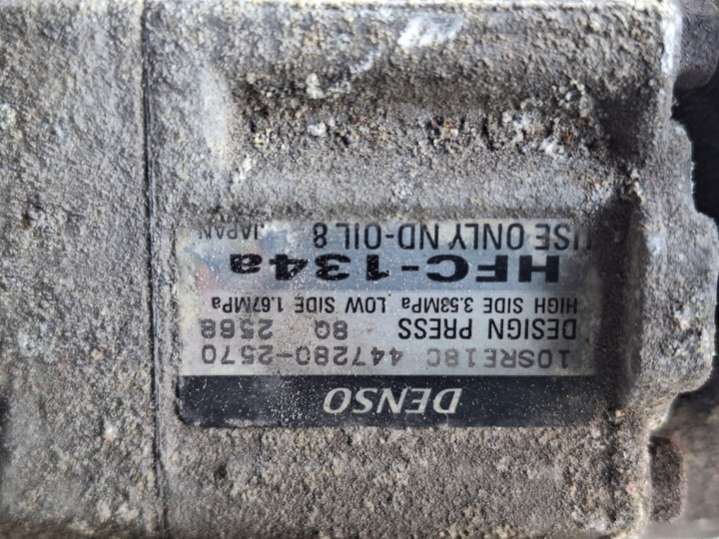 DENSO
10SRE18C 447280-2570
DESIGN PRESS 8Q 2568
HIGH SIDE 3.53MPa LOW SIDE 1.67MPa
HFC-134a
USE ONLY ND-OIL 8 JAPAN